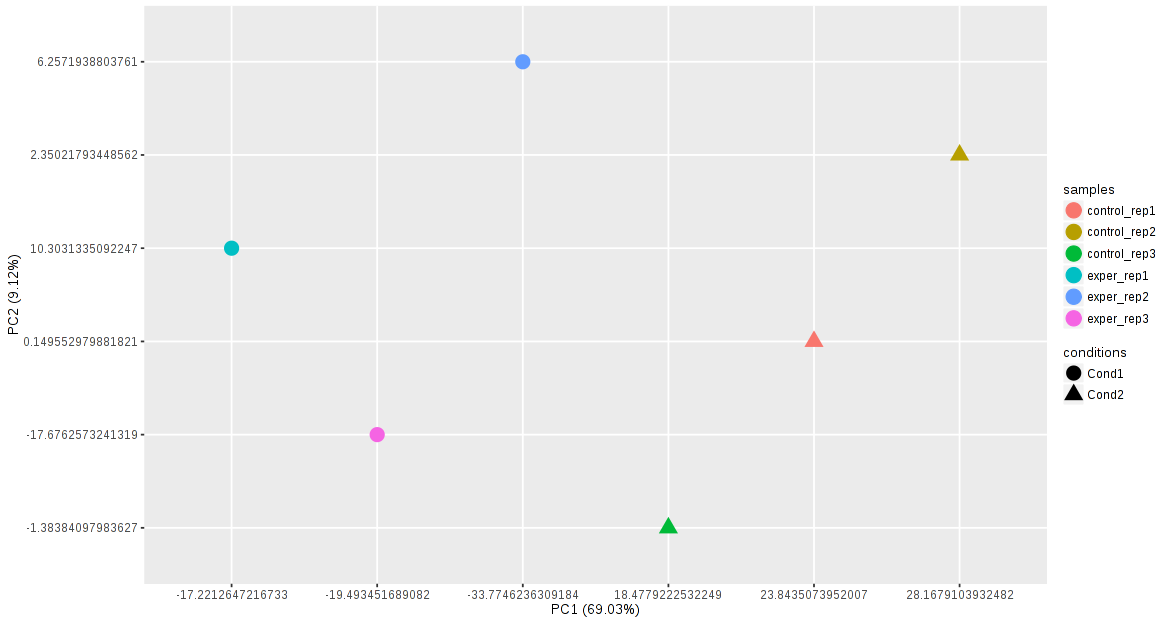 6.2571938803761
2.35021793448562
10.3031335092247
0.149552979881821
-17.6762573241319
-1.38384097983627
PC2 (9.12%)
-17.2212647216733
-19.493451689082
-33.7746236309184
18.4779222532249
23.8435073952007
28.1679103932482
PC1 (69.03%)
samples
control_rep1
control_rep2
control_rep3
exper_rep1
exper_rep2
exper_rep3
conditions
Cond1
Cond2